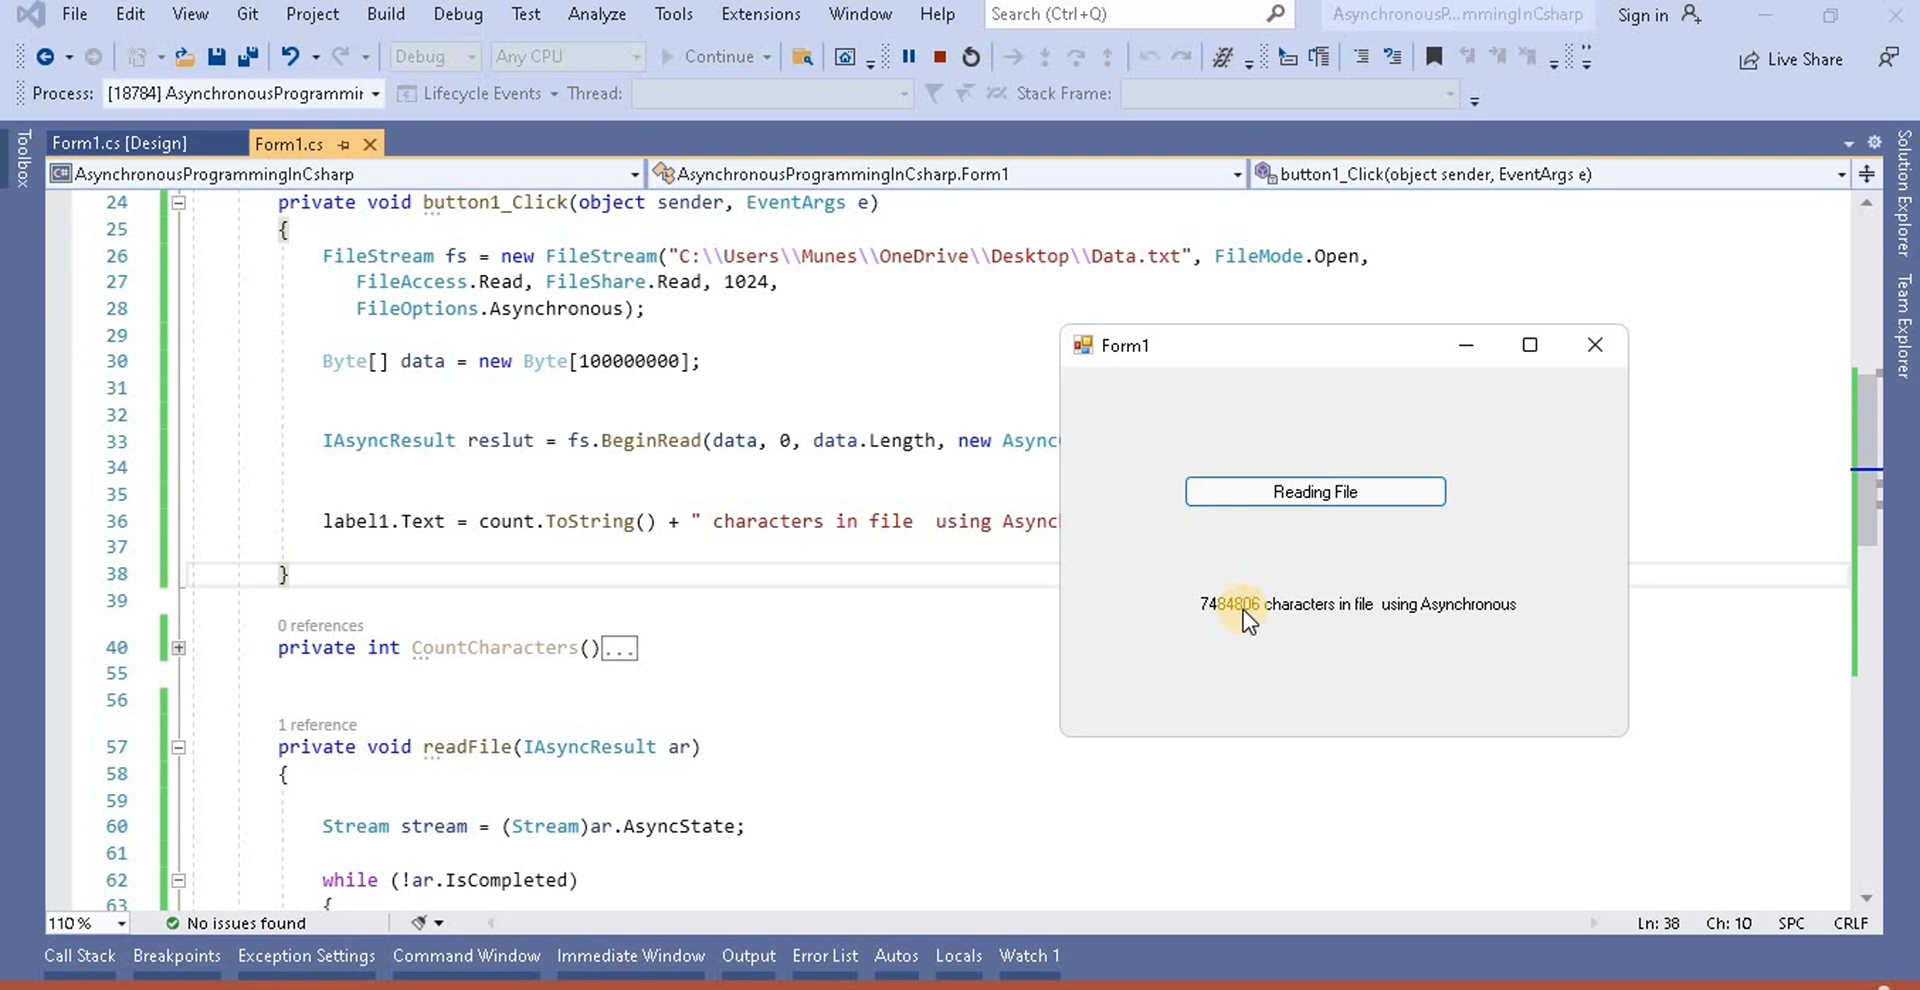 File Edit View Git Project Build Debug Test Analyze Tools Extensions Window Help Search (Ctrl+Q) AsynchronousP...mmingInCsharp Sign in
Debug Any CPU Continue Live Share
Process: [18784] AsynchronousProgrammin Lifecycle Events Thread: Stack Frame:
Toolbox
Form1.cs [Design] Form1.cs
Solution Explorer
Team Explorer
C# AsynchronousProgrammingInCsharp AsynchronousProgrammingInCsharp.Form1 button1_Click(object sender, EventArgs e)
24 private void button1_Click(object sender, EventArgs e)
25 {
26 FileStream fs = new FileStream("C:\\Users\\Munes\\OneDrive\\Desktop\\Data.txt", FileMode.Open,
27 FileAccess.Read, FileShare.Read, 1024,
28 FileOptions.Asynchronous);
29
30 Byte[] data = new Byte[100000000];
31
32
33 IAsyncResult reslut = fs.BeginRead(data, 0, data.Length, new Async
34
35
36 label1.Text = count.ToString() + " characters in file  using Async
37
38 }
39
0 references
40 private int CountCharacters()...
55
56
1 reference
57 private void readFile(IAsyncResult ar)
58 {
59
60 Stream stream = (Stream)ar.AsyncState;
61
62 while (!ar.IsCompleted)
63 {
Form1
Reading File
7484806 characters in file  using Asynchronous
110 % No issues found Ln: 38 Ch: 10 SPC CRLF
Call Stack Breakpoints Exception Settings Command Window Immediate Window Output Error List Autos Locals Watch 1